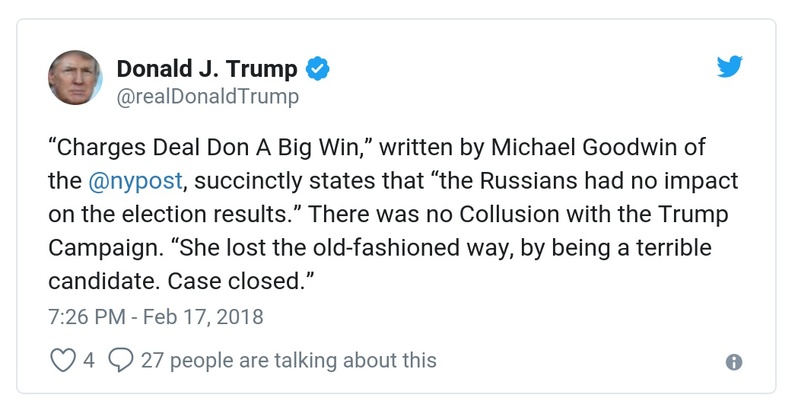 Donald J. Trump
@realDonaldTrump
“Charges Deal Don A Big Win,” written by Michael Goodwin of
the @nypost, succinctly states that “the Russians had no impact
on the election results.” There was no Collusion with the Trump
Campaign. “She lost the old-fashioned way, by being a terrible
candidate. Case closed.”
7:26 PM - Feb 17, 2018
4 27 people are talking about this